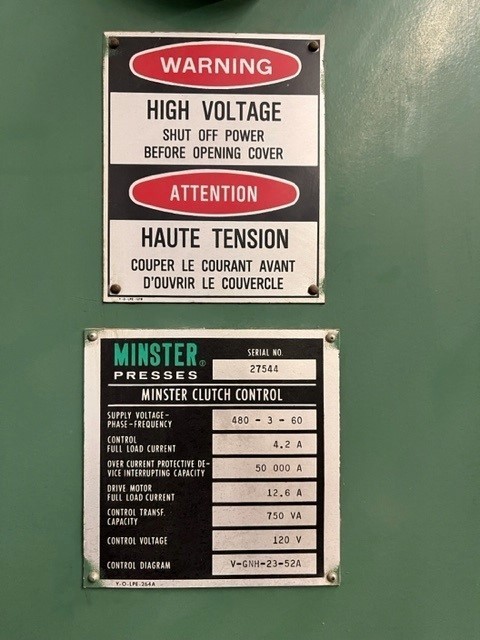 WARNING
HIGH VOLTAGE
SHUT OFF POWER
BEFORE OPENING COVER
ATTENTION
HAUTE TENSION
COUPER LE COURANT AVANT
D'OUVRIR LE COUVERCLE
MINSTER®
PRESSES
SERIAL NO.
27544
MINSTER CLUTCH CONTROL
SUPPLY VOLTAGE-
PHASE-FREQUENCY 480 - 3 - 60
CONTROL
FULL LOAD CURRENT 4.2 A
OVER CURRENT PROTECTIVE DE-
VICE INTERRUPTING CAPACITY 50 000 A
DRIVE MOTOR
FULL LOAD CURRENT 12.6 A
CONTROL TRANSF.
CAPACITY 750 VA
CONTROL VOLTAGE 120 V
CONTROL DIAGRAM V-GNH-23-52A
Y-O-LPE-364A